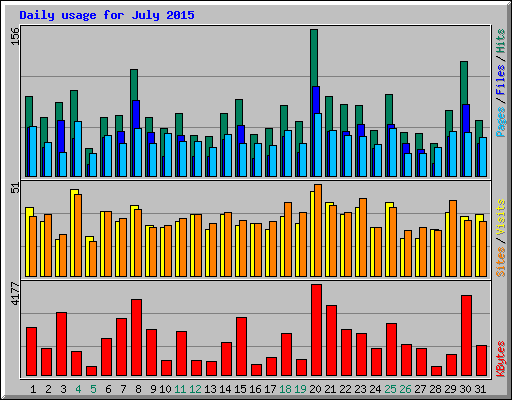 Daily usage for July 2015
156
51
4177
Pages / Files / Hits
Sites / Visits
KBytes
1 2 3 4 5 6 7 8 9 10 11 12 13 14 15 16 17 18 19 20 21 22 23 24 25 26 27 28 29 30 31